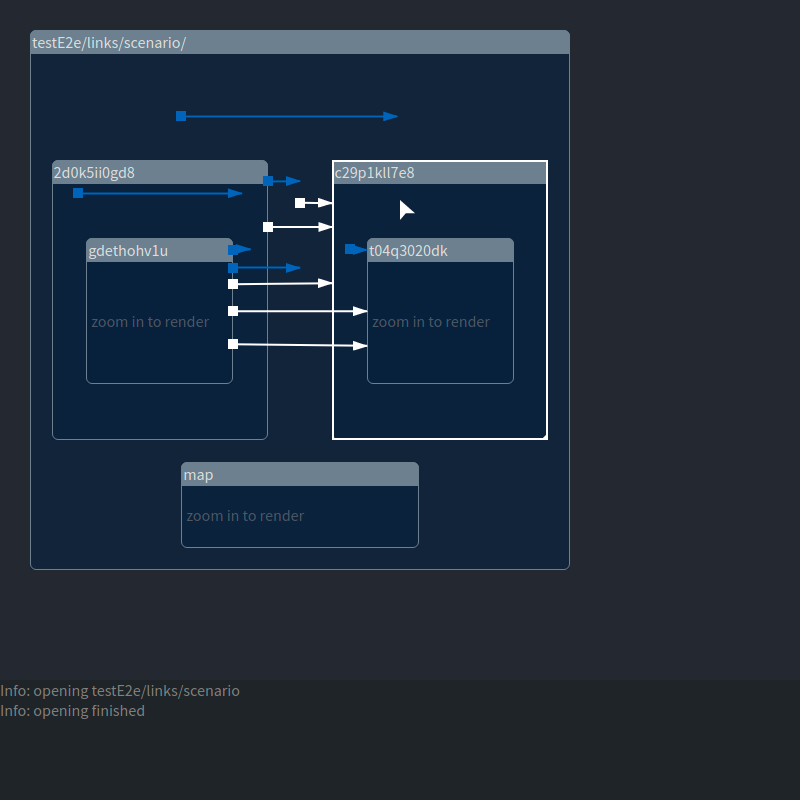 testE2e/links/scenario/
2d0k5ii0gd8
c29p1kll7e8
gdethohv1u
t04q3020dk
zoom in to render
zoom in to render
map
zoom in to render
Info: opening testE2e/links/scenario
Info: opening finished